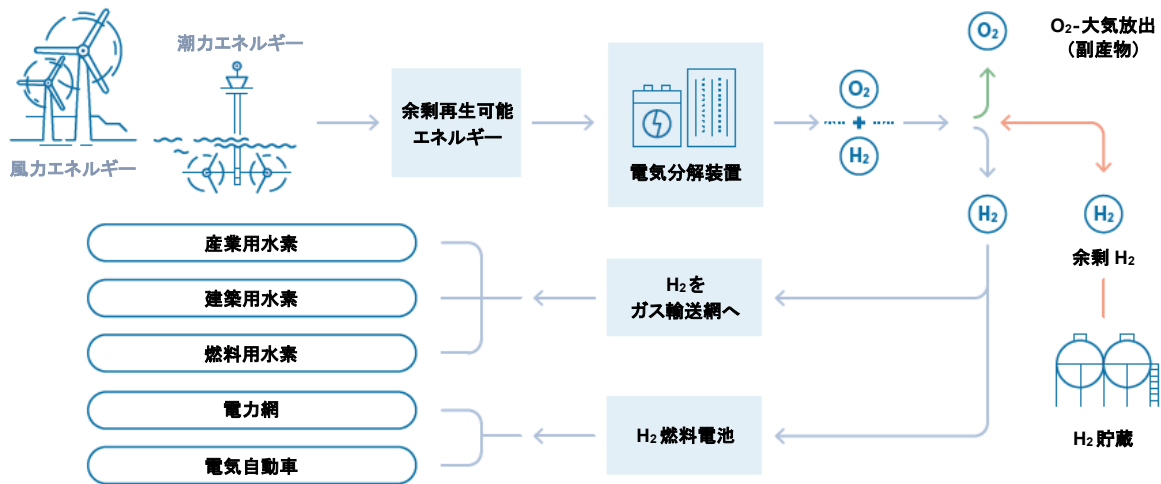 潮力エネルギー
風力エネルギー
余剰再生可能
エネルギー
電気分解装置
O₂
+
H₂
O₂
O₂-大気放出
（副産物）
H₂
H₂
余剰 H₂
H₂ 貯蔵
H₂を
ガス輸送網へ
産業用水素
建築用水素
燃料用水素
H₂ 燃料電池
電力網
電気自動車